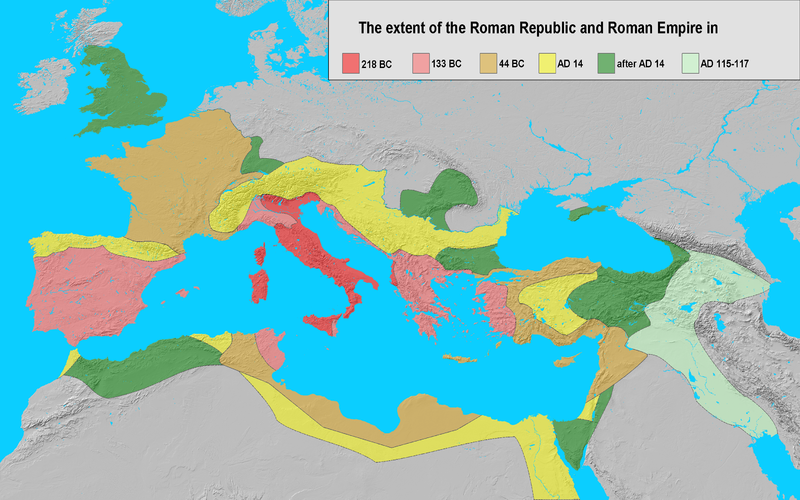 The extent of the Roman Republic and Roman Empire in
218 BC 133 BC 44 BC AD 14 after AD 14 AD 115-117